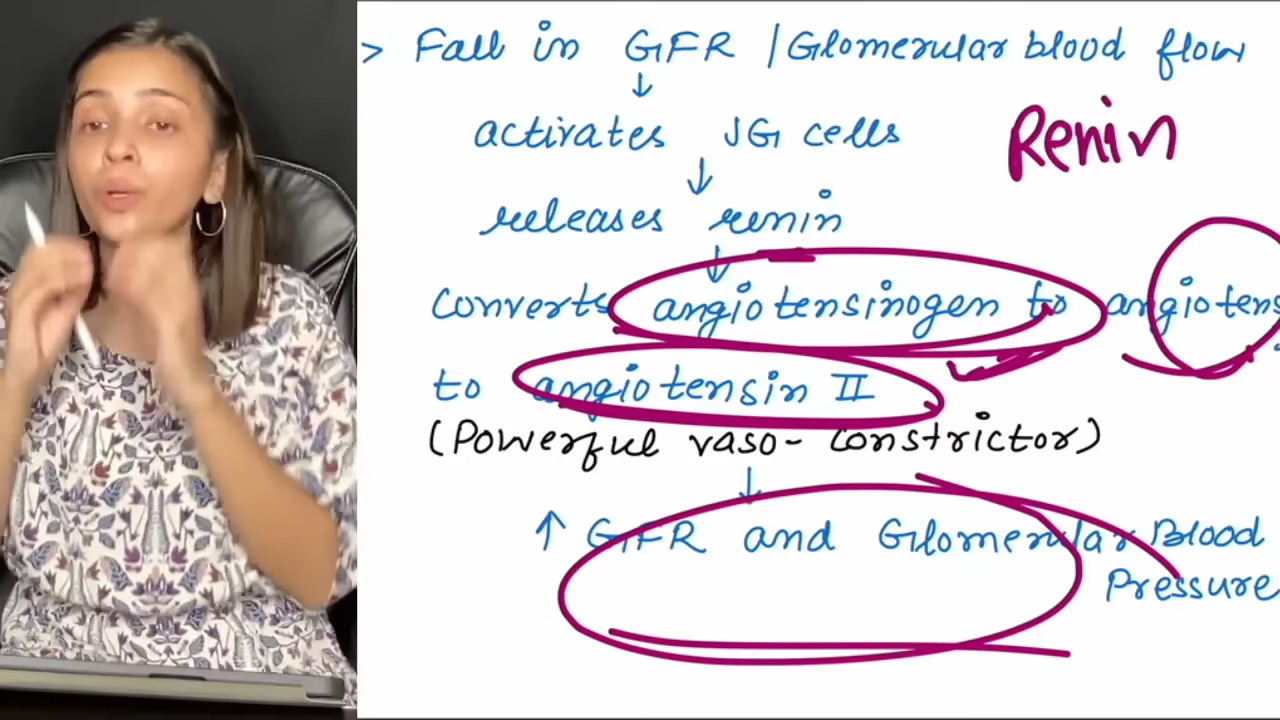 > Fall in GFR / Glomerular blood flow
↓
activates JG cells
Renin
↓
releases renin
↓
converts angiotensinogen to angiotens
to angiotensin II
(Powerful vaso-constrictor)
↓
↑ GFR and Glomerular Blood
Pressure